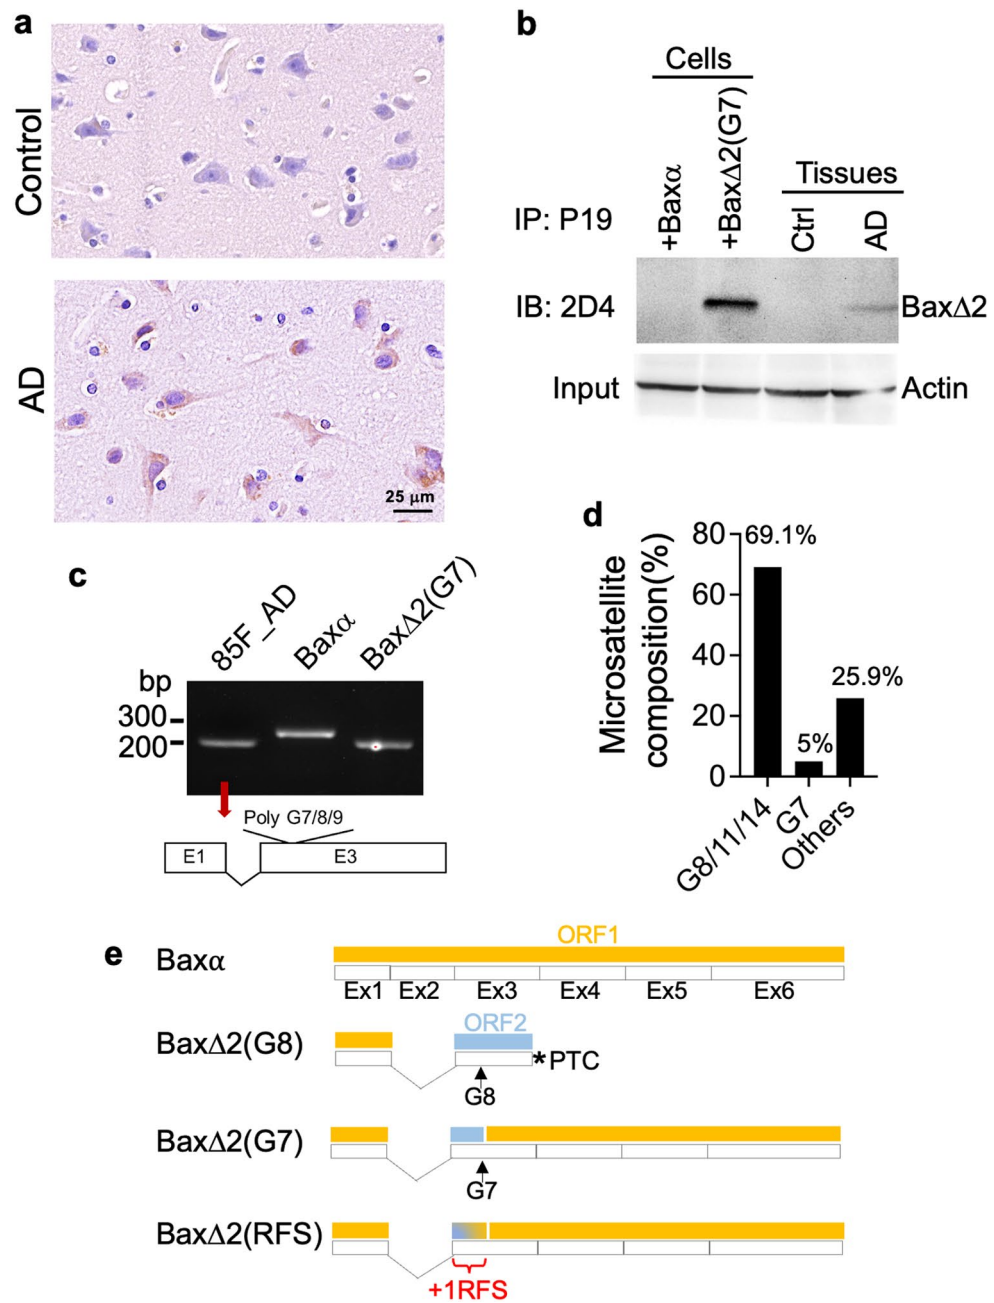 a
Control
AD
25 μm
b
Cells
+Baxα
+BaxΔ2(G7)
Tissues
Ctrl
AD
IP: P19
IB: 2D4
BaxΔ2
Input
Actin
c
85F_AD
Baxα
BaxΔ2(G7)
bp
300
200
Poly G7/8/9
E1
E3
d
Microsatellite
composition(%)
80
60
40
20
0
69.1%
5%
25.9%
G8/11/14
G7
Others
e
ORF1
Baxα
Ex1 Ex2 Ex3 Ex4 Ex5 Ex6
ORF2
BaxΔ2(G8)
*PTC
G8
BaxΔ2(G7)
G7
BaxΔ2(RFS)
+1RFS